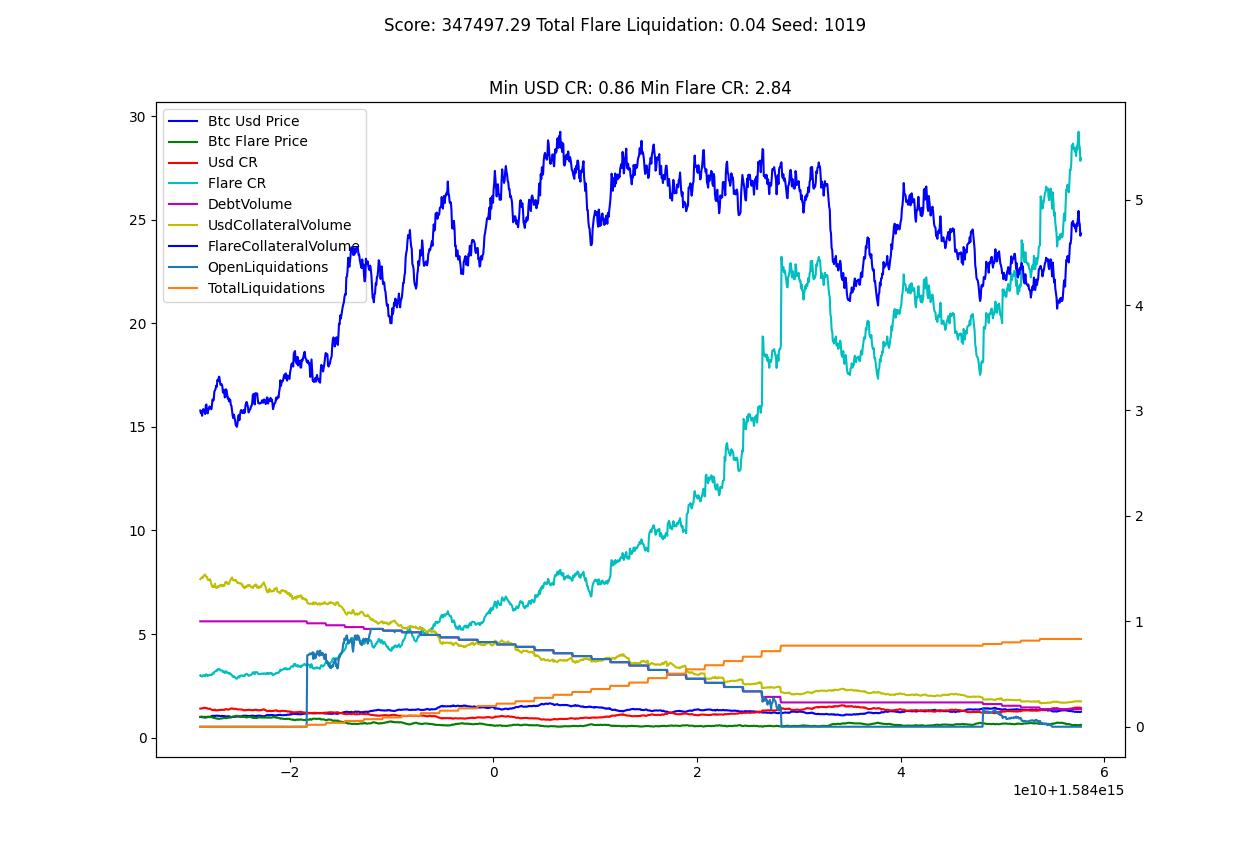 Score: 347497.29 Total Flare Liquidation: 0.04 Seed: 1019
Min USD CR: 0.86 Min Flare CR: 2.84
30
25
20
15
10
5
0
Btc Usd Price
Btc Flare Price
Usd CR
Flare CR
DebtVolume
UsdCollateralVolume
FlareCollateralVolume
OpenLiquidations
TotalLiquidations
5
4
3
2
1
0
−2
0
2
4
6
1e10+1.584e15